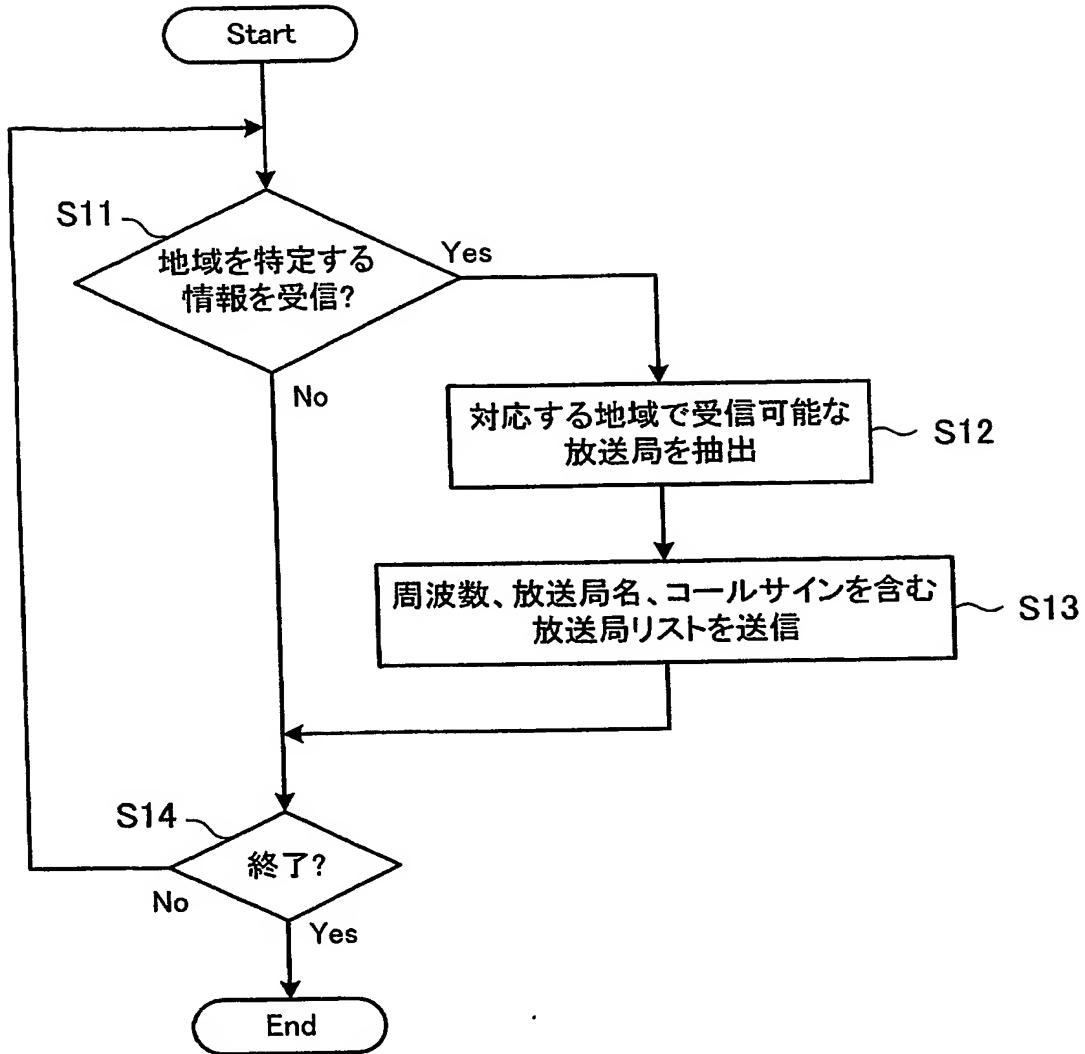 Start
S11
地域を特定する
情報を受信?
Yes
No
対応する地域で受信可能な
放送局を抽出
S12
周波数、放送局名、コールサインを含む
放送局リストを送信
S13
S14
終了?
No
Yes
End